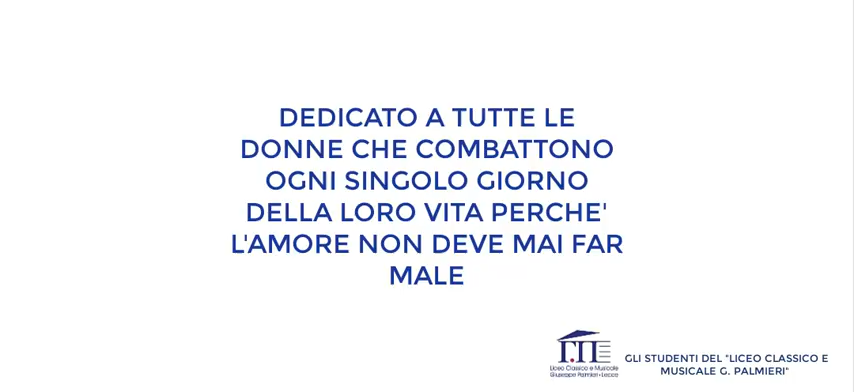 DEDICATO A TUTTE LE
DONNE CHE COMBATTONO
OGNI SINGOLO GIORNO
DELLA LORO VITA PERCHE'
L'AMORE NON DEVE MAI FAR
MALE
Γ.Π
Liceo Classico e Musicale
Giuseppe Palmieri • Lecce
GLI STUDENTI DEL "LICEO CLASSICO E
MUSICALE G. PALMIERI"